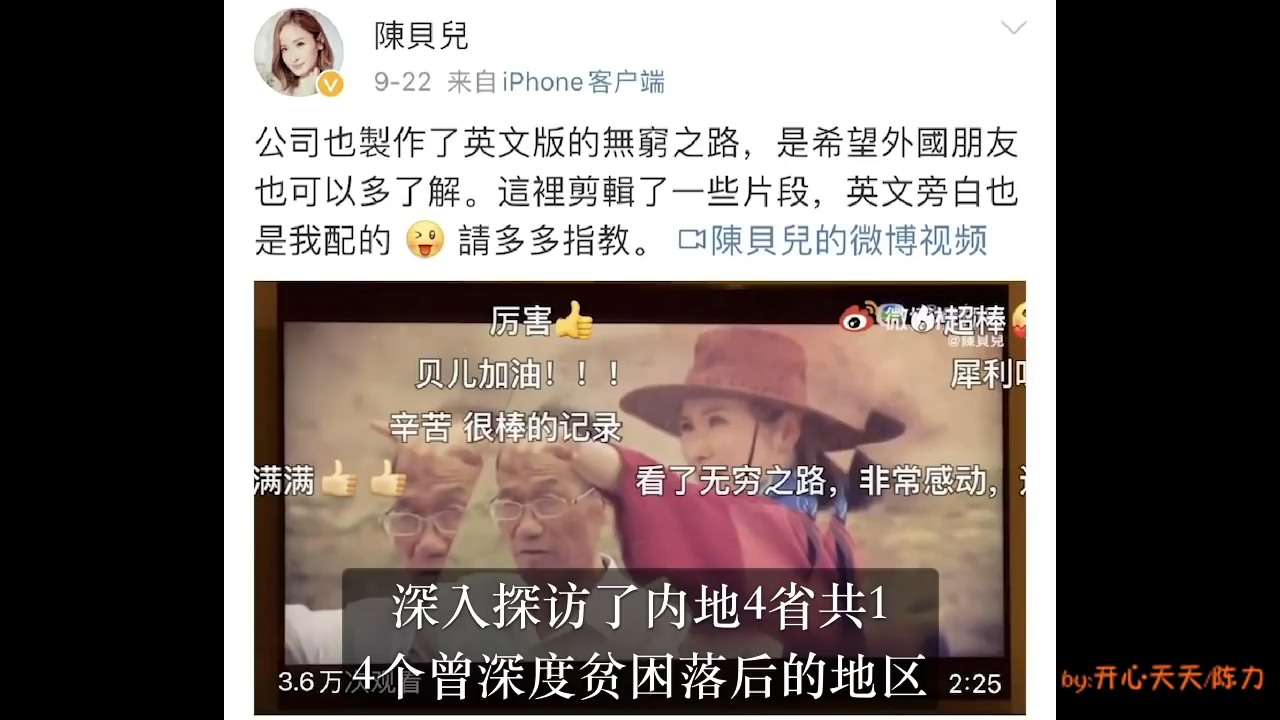 陳貝兒
9-22 来自 iPhone客户端
公司也製作了英文版的無窮之路，是希望外國朋友
也可以多了解。這裡剪輯了一些片段，英文旁白也
是我配的 😜 請多多指教。 陳貝兒的微博视频
厉害👍
超棒
@陳貝兒
贝儿加油！！！
犀利
辛苦 很棒的记录
满满👍👍
看了无穷之路，非常感动，
深入探访了内地4省共1
4个曾深度贫困落后的地区
3.6万次观看
2:25
by:开心天天/陈力